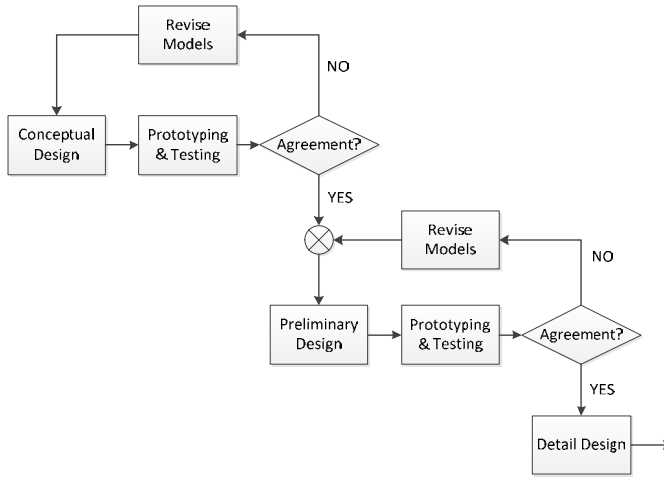 Revise
Models
NO
Conceptual
Design
Prototyping
& Testing
Agreement?
YES
Revise
Models
NO
Preliminary
Design
Prototyping
& Testing
Agreement?
YES
Detail Design